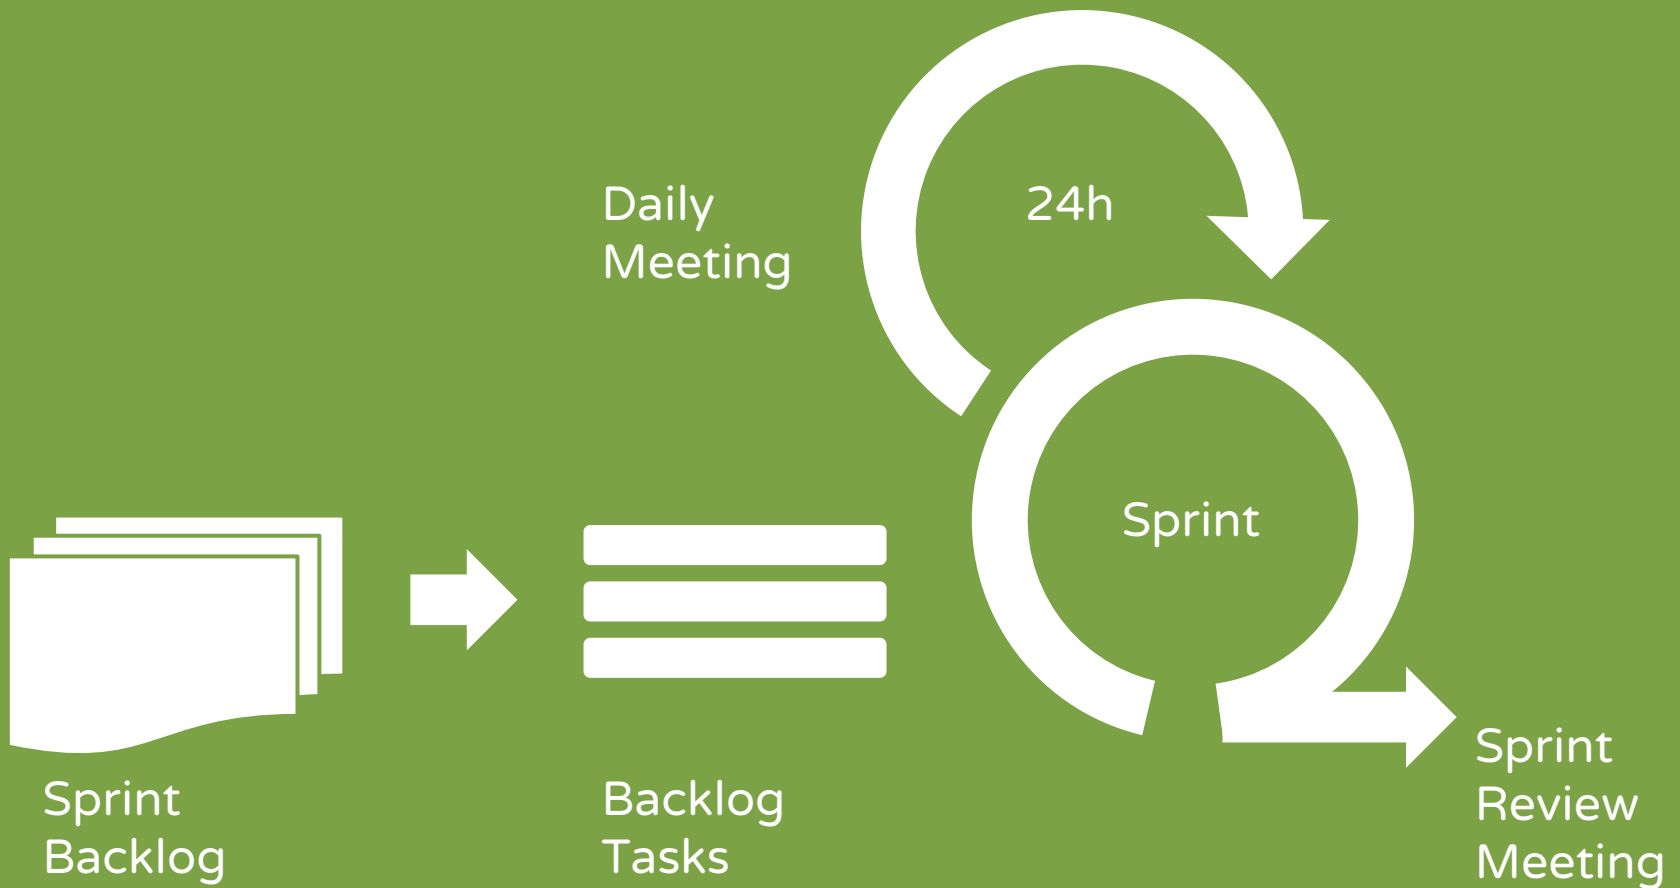 Daily
Meeting
24h
Sprint
Sprint
Backlog
Backlog
Tasks
Sprint
Review
Meeting